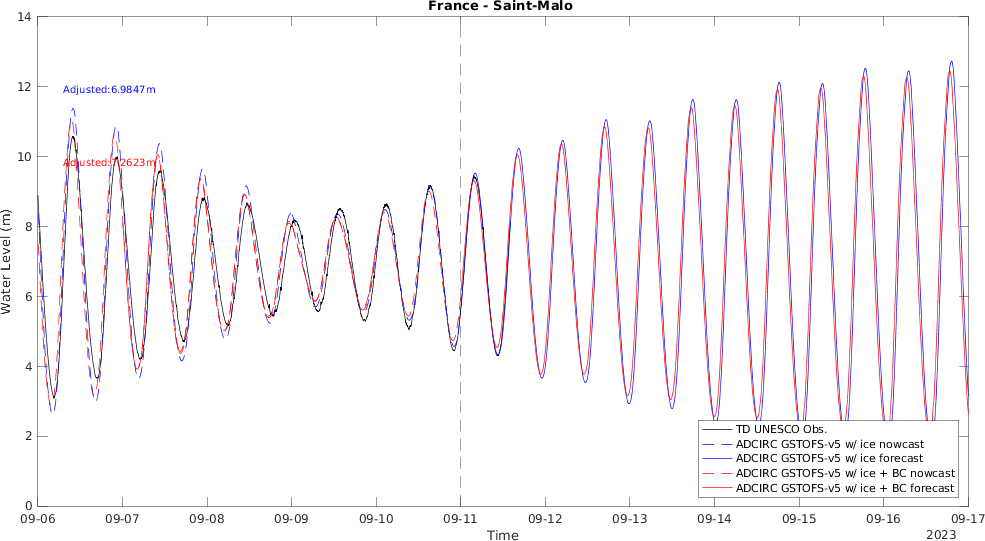 France - Saint-Malo
Water Level (m)
14
12
10
8
6
4
2
0
Adjusted:6.9847m
Adjusted: 2623m
TD UNESCO Obs.
ADCIRC GSTOFS-v5 w/ ice nowcast
ADCIRC GSTOFS-v5 w/ ice forecast
ADCIRC GSTOFS-v5 w/ ice + BC nowcast
ADCIRC GSTOFS-v5 w/ ice + BC forecast
09-06 09-07 09-08 09-09 09-10 09-11 09-12 09-13 09-14 09-15 09-16 09-17
Time
2023